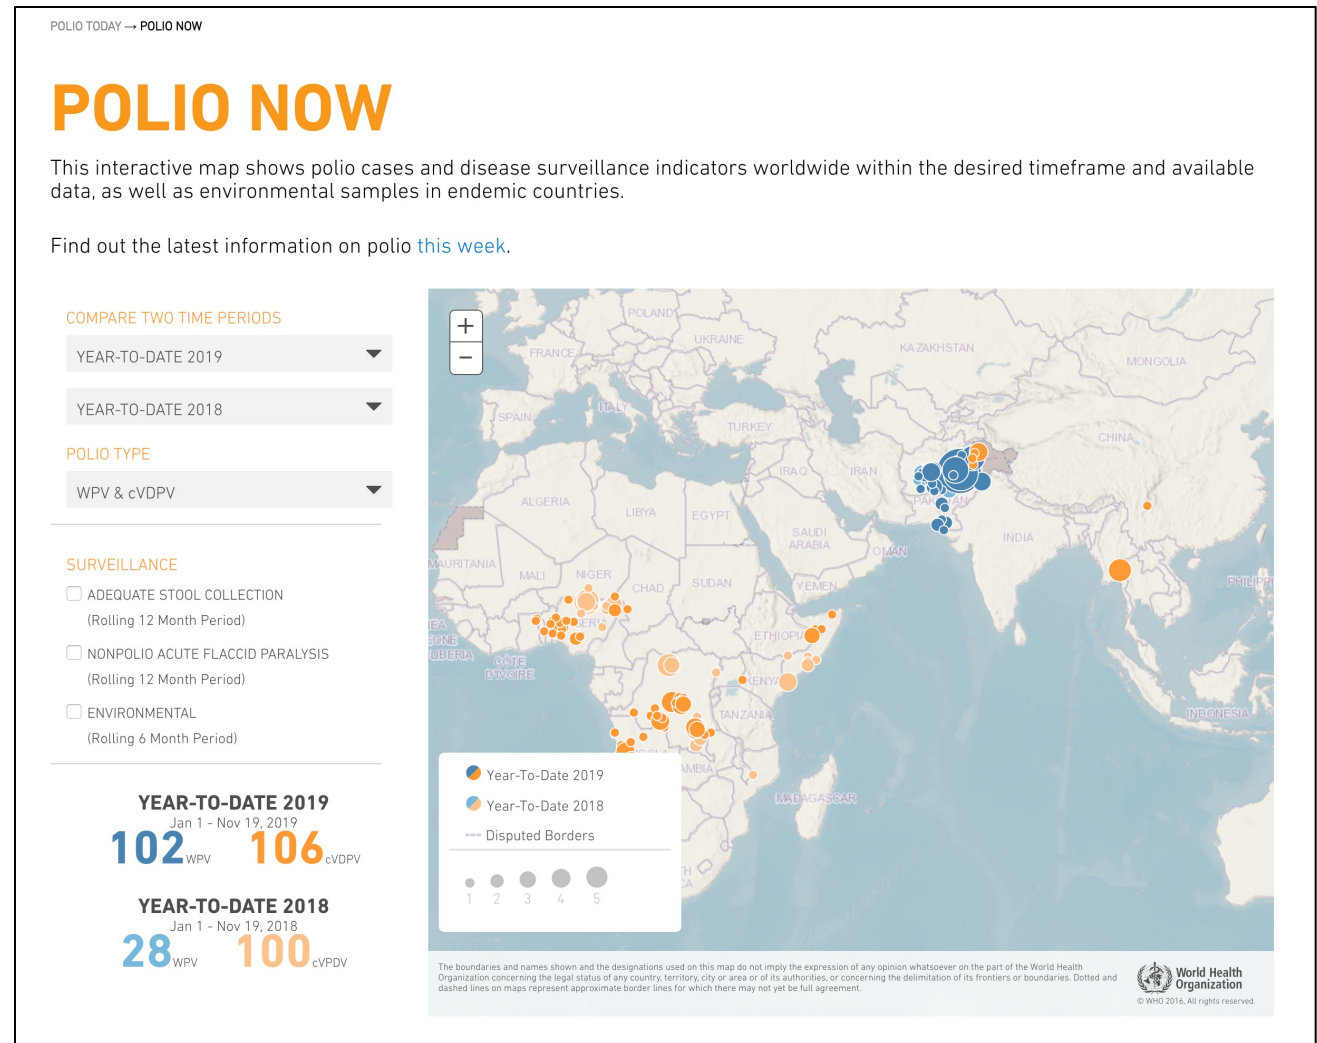 POLIO TODAY → POLIO NOW
POLIO NOW
This interactive map shows polio cases and disease surveillance indicators worldwide within the desired timeframe and available
data, as well as environmental samples in endemic countries.
Find out the latest information on polio this week.
COMPARE TWO TIME PERIODS
YEAR-TO-DATE 2019
YEAR-TO-DATE 2018
POLIO TYPE
WPV & cVDPV
SURVEILLANCE
ADEQUATE STOOL COLLECTION
(Rolling 12 Month Period)
NONPOLIO ACUTE FLACCID PARALYSIS
(Rolling 12 Month Period)
ENVIRONMENTAL
(Rolling 6 Month Period)
YEAR-TO-DATE 2019
Jan 1 - Nov 19, 2019
102 WPV 106 cVDPV
YEAR-TO-DATE 2018
Jan 1 - Nov 19, 2018
28 WPV 100 cVPDV
+
−
POLAND
UKRAINE
FRANCE
KAZAKHSTAN
MONGOLIA
SPAIN
ITALY
TURKEY
CHINA
IRAQ
IRAN
ALGERIA
LIBYA
EGYPT
SAUDI
ARABIA
OMAN
INDIA
MAURITANIA
MALI
NIGER
CHAD
SUDAN
YEMEN
ETHIOPIA
LIBERIA
CÔTE
D'IVOIRE
KENYA
TANZANIA
INDONESIA
MADAGASCAR
Year-To-Date 2019
Year-To-Date 2018
Disputed Borders
1 2 3 4 5
The boundaries and names shown and the designations used on this map do not imply the expression of any opinion whatsoever on the part of the World Health
Organization concerning the legal status of any country, territory, city or area or of its authorities, or concerning the delimitation of its frontiers or boundaries. Dotted and
dashed lines on maps represent approximate border lines for which there may not yet be full agreement.
World Health
Organization
© WHO 2016, All rights reserved.